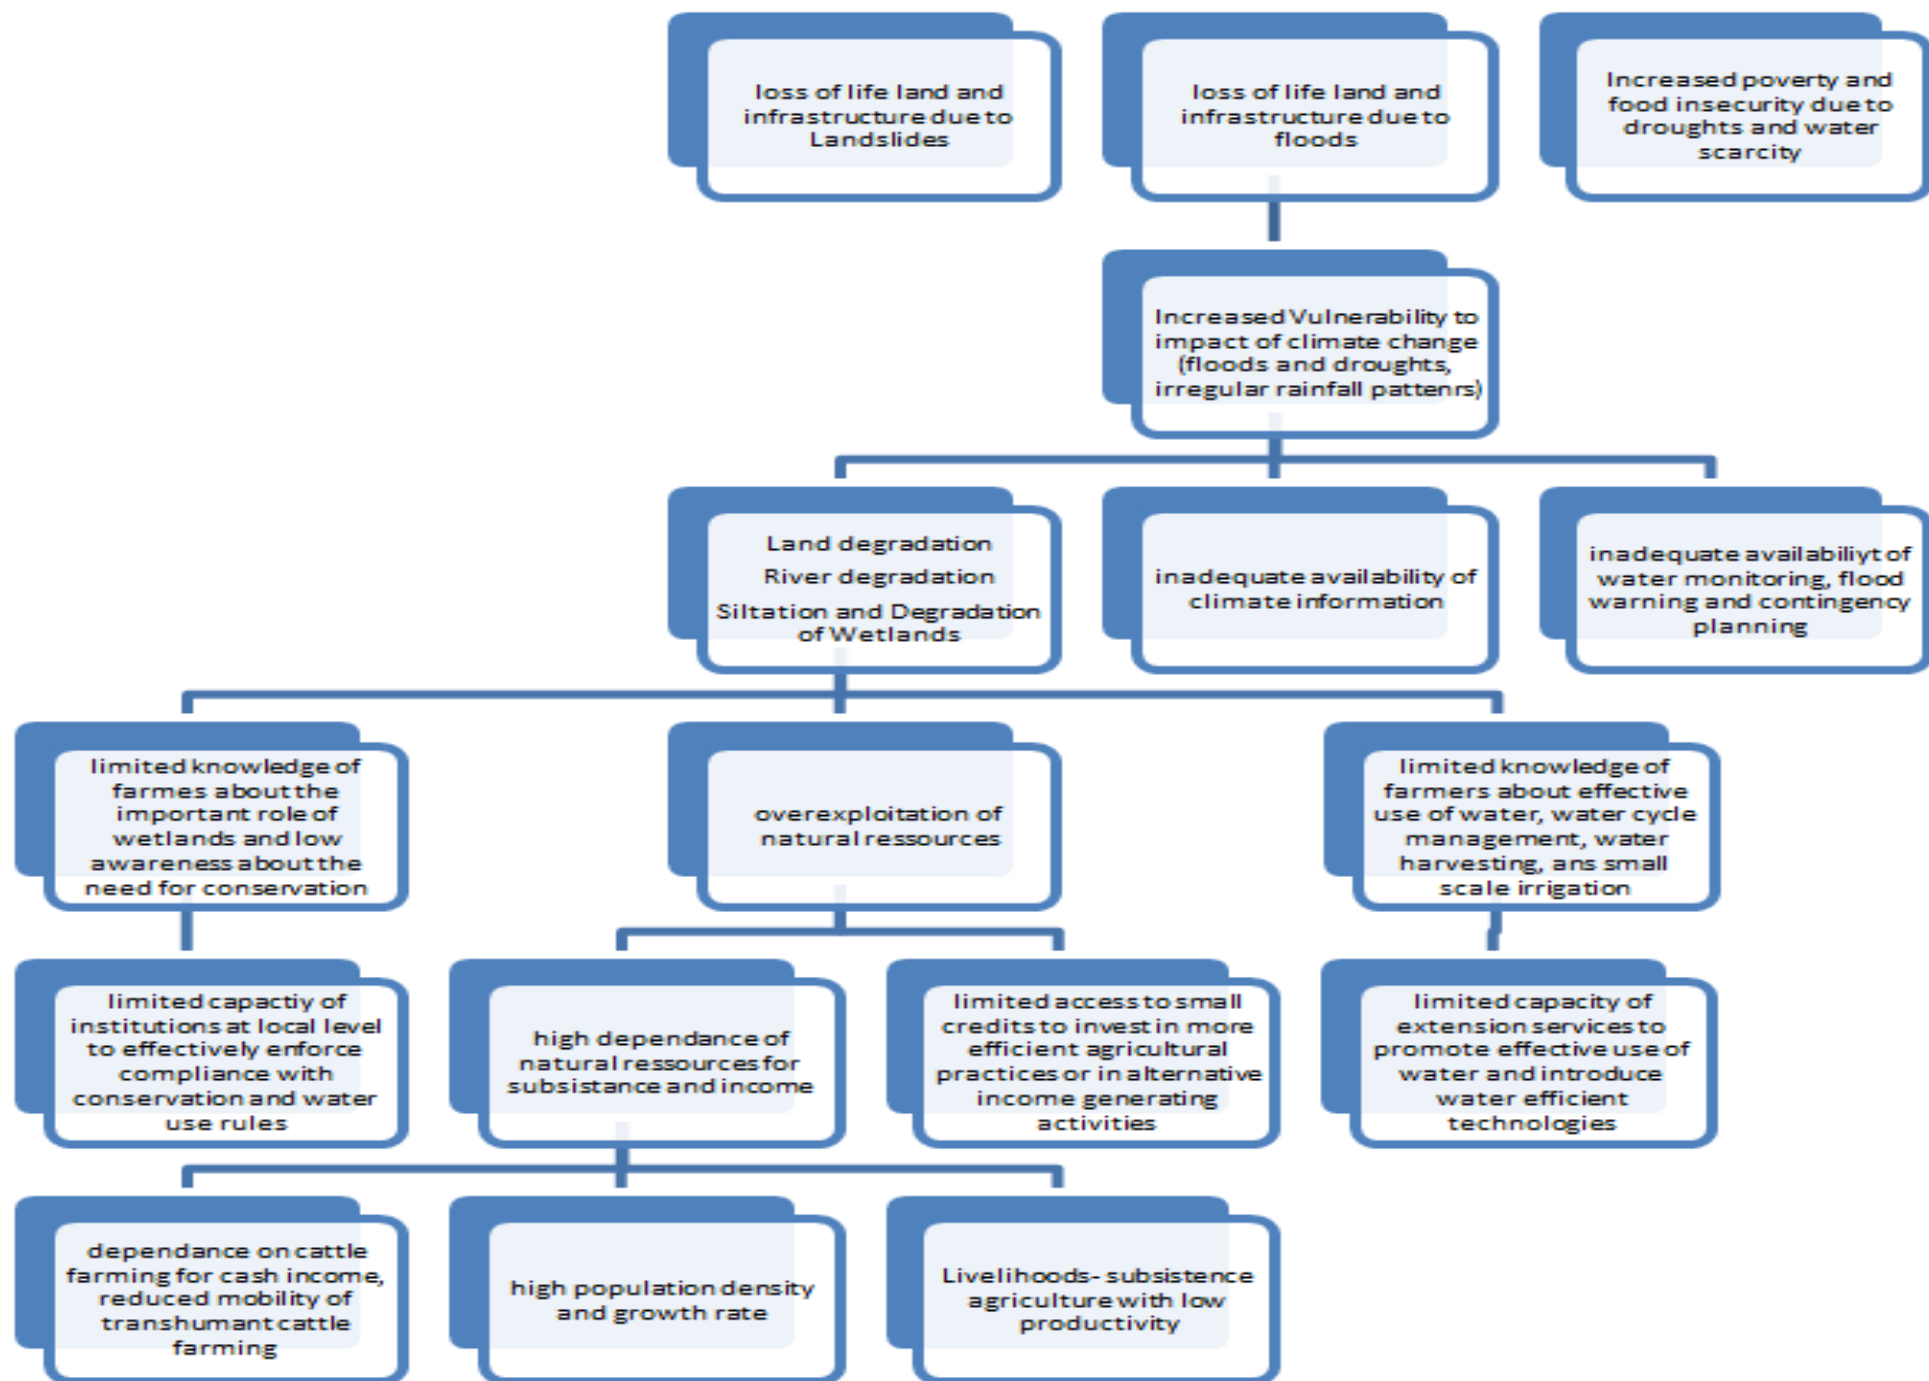 loss of life land and
infrastructure due to
Landslides
loss of life land and
infrastructure due to
floods
Increased poverty and
food insecurity due to
droughts and water
scarcity
Increased Vulnerability to
impact of climate change
(floods and droughts,
irregular rainfall pattenrs)
Land degradation
River degradation
Siltation and Degradation
of Wetlands
inadequate availability of
climate information
inadequate availabiliyt of
water monitoring, flood
warning and contingency
planning
limited knowledge of
farmes about the
important role of
wetlands and low
awareness about the
need for conservation
overexploitation of
natural ressources
limited knowledge of
farmers about effective
use of water, water cycle
management, water
harvesting, ans small
scale irrigation
limited capactiy of
institutions at local level
to effectively enforce
compliance with
conservation and water
use rules
high dependance of
natural ressources for
subsistance and income
limited access to small
credits to invest in more
efficient agricultural
practices or in alternative
income generating
activities
limited capacity of
extension services to
promote effective use of
water and introduce
water efficient
technologies
dependance on cattle
farming for cash income,
reduced mobility of
transhumant cattle
farming
high population density
and growth rate
Livelihoods- subsistence
agriculture with low
productivity